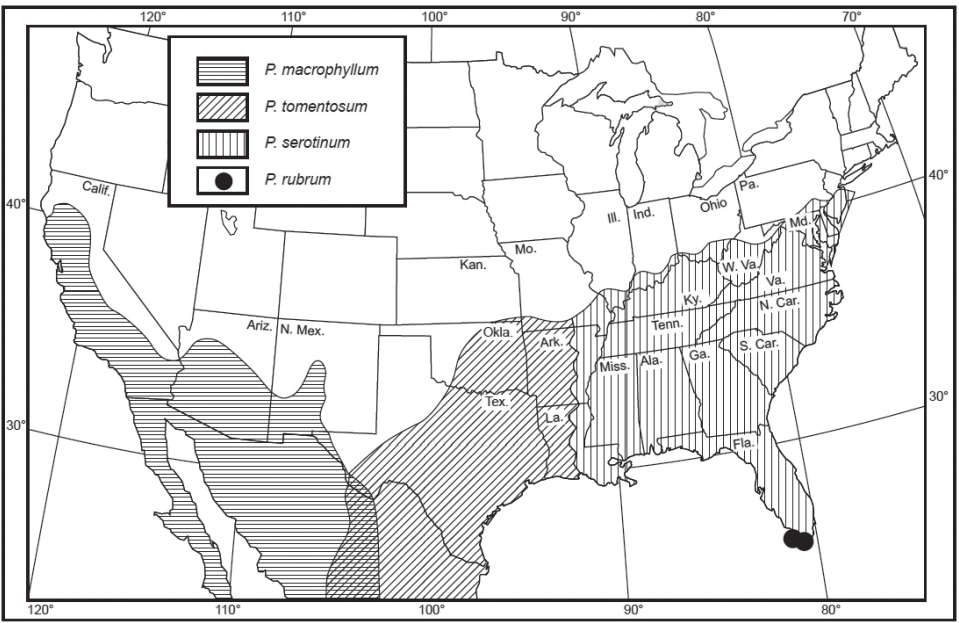 120° 110° 100° 90° 80° 70°
P. macrophyllum
P. tomentosum
P. serotinum
P. rubrum
40° 40°
Calif.
Pa.
Ill. Ind. Ohio
Md.
Mo.
Kan.
W. Va.
Va.
Ky.
N. Car.
Ariz. N. Mex.
Okla.
Ark.
Tenn.
S. Car.
Miss. Ala. Ga.
Tex.
La.
30° 30°
Fla.
120° 110° 100° 90° 80°